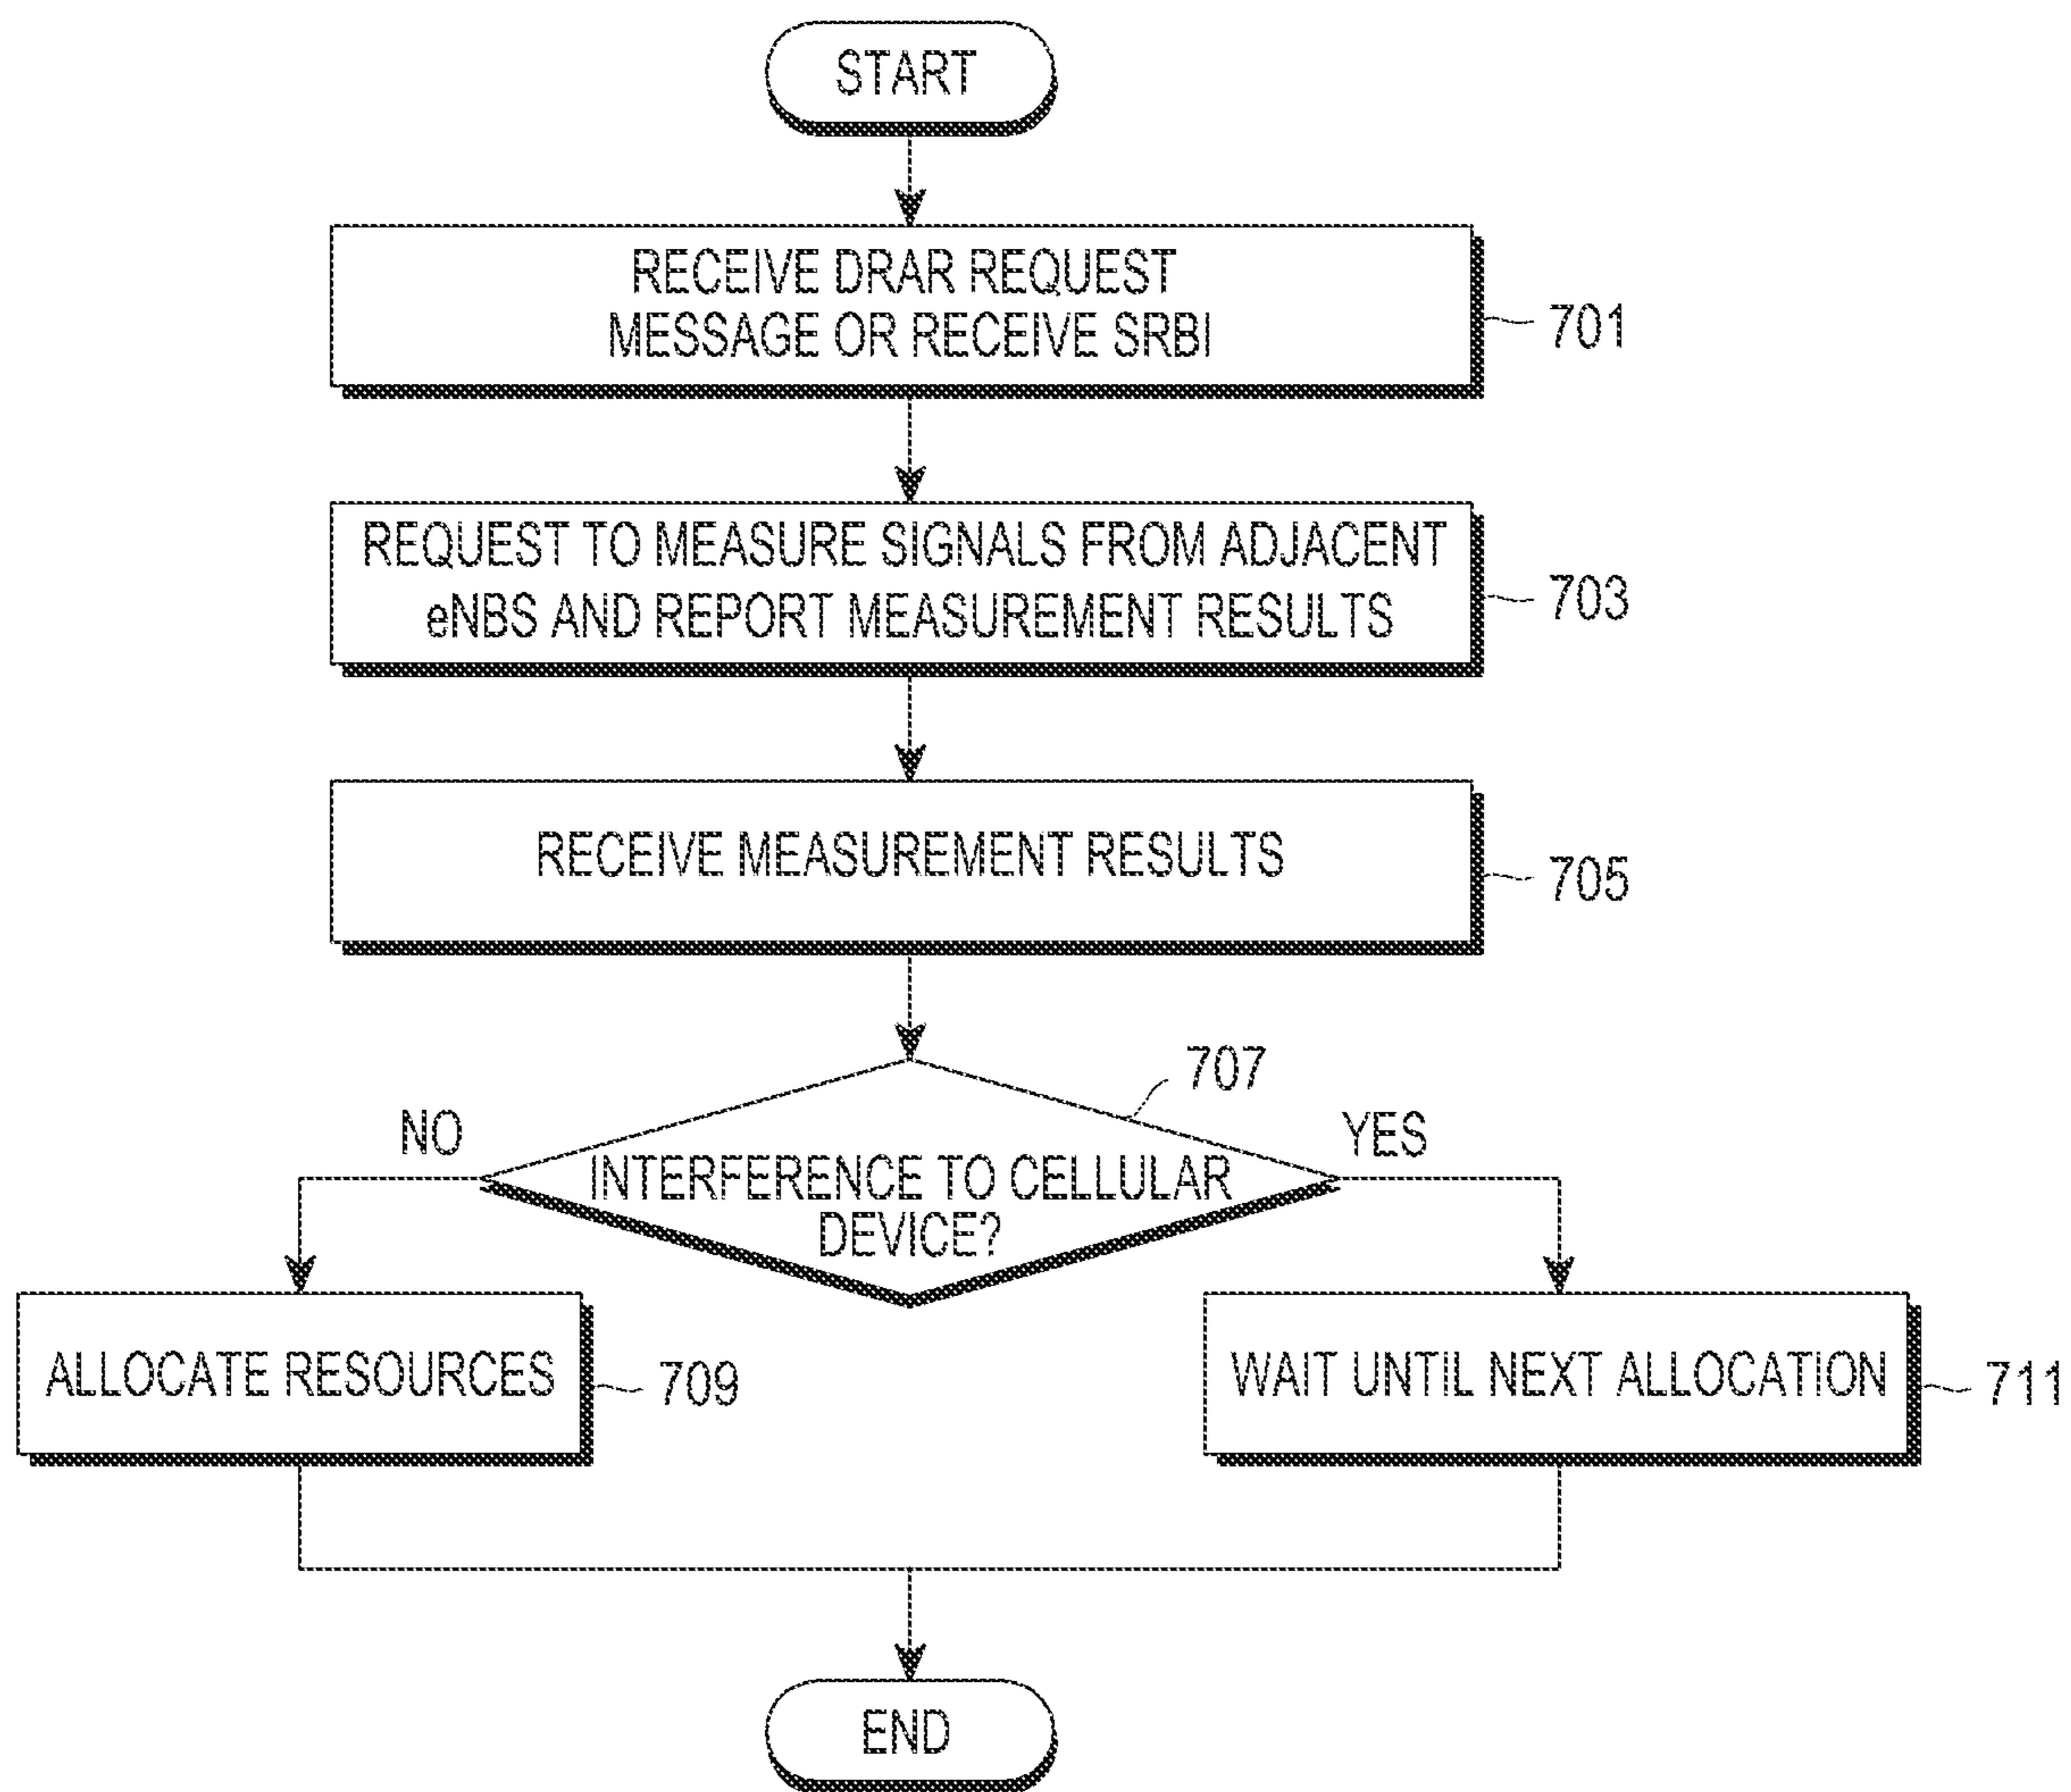 START
RECEIVE DRAR REQUEST
MESSAGE OR RECEIVE SRBI
701
REQUEST TO MEASURE SIGNALS FROM ADJACENT
eNBS AND REPORT MEASUREMENT RESULTS
703
RECEIVE MEASUREMENT RESULTS
705
707
NO
YES
INTERFERENCE TO CELLULAR
DEVICE?
ALLOCATE RESOURCES
709
WAIT UNTIL NEXT ALLOCATION
711
END